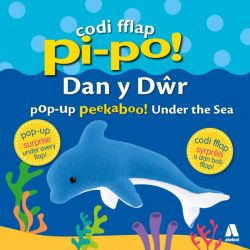 codi fflap
pi-po!
Dan y Dŵr
pop-up peekaboo! Under the Sea
pop-up
surprise
under every
flap!
codi fflap
syrpréis
o dan bob
fflap!
atebol